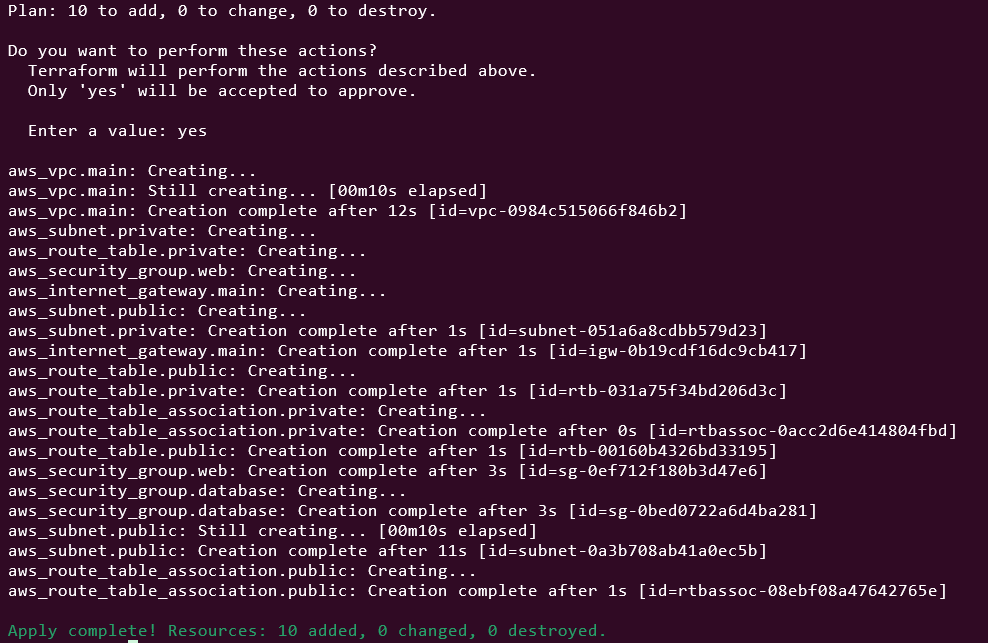 Plan: 10 to add, 0 to change, 0 to destroy.
Do you want to perform these actions?
Terraform will perform the actions described above.
Only 'yes' will be accepted to approve.
Enter a value: yes
aws_vpc.main: Creating...
aws_vpc.main: Still creating... [00m10s elapsed]
aws_vpc.main: Creation complete after 12s [id=vpc-0984c515066f846b2]
aws_subnet.private: Creating...
aws_route_table.private: Creating...
aws_security_group.web: Creating...
aws_internet_gateway.main: Creating...
aws_subnet.public: Creating...
aws_subnet.private: Creation complete after 1s [id=subnet-051a6a8cdbb579d23]
aws_internet_gateway.main: Creation complete after 1s [id=igw-0b19cdf16dc9cb417]
aws_route_table.public: Creating...
aws_route_table.private: Creation complete after 1s [id=rtb-031a75f34bd206d3c]
aws_route_table_association.private: Creating...
aws_route_table_association.private: Creation complete after 0s [id=rtbassoc-0acc2d6e414804fbd]
aws_route_table.public: Creation complete after 1s [id=rtb-00160b4326bd33195]
aws_security_group.web: Creation complete after 3s [id=sg-0ef712f180b3d47e6]
aws_security_group.database: Creating...
aws_security_group.database: Creation complete after 3s [id=sg-0bed0722a6d4ba281]
aws_subnet.public: Still creating... [00m10s elapsed]
aws_subnet.public: Creation complete after 11s [id=subnet-0a3b708ab41a0ec5b]
aws_route_table_association.public: Creating...
aws_route_table_association.public: Creation complete after 1s [id=rtbassoc-08ebf08a47642765e]
Apply complete! Resources: 10 added, 0 changed, 0 destroyed.